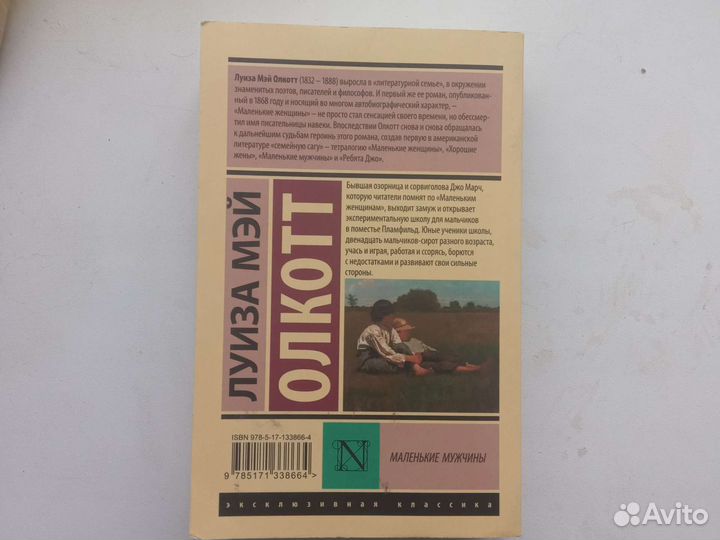 Луиза Мэй Олкотт (1832 – 1888) выросла в «литературной семье», в окружении
знаменитых поэтов, писателей и философов. И первый же ее роман, опубликован-
ный в 1868 году и носящий во многом автобиографический характер, –
«Маленькие женщины» – не просто стал сенсацией своего времени, но обессмер-
тил имя писательницы навеки. Впоследствии Олкотт снова и снова обращалась
к дальнейшим судьбам героинь этого романа, создав первую в американской
литературе «семейную сагу» – тетралогию «Маленькие женщины», «Хорошие
жены», «Маленькие мужчины» и «Ребята Джо».
ЛУИЗА МЭЙ
ОЛКОТТ
Бывшая озорница и сорвиголова Джо Марч,
которую читатели помнят по «Маленьким
женщинам», выходит замуж и открывает
экспериментальную школу для мальчиков
в поместье Пламфильд. Юные ученики школы,
двенадцать мальчиков-сирот разного возраста,
учась и играя, работая и ссорясь, борются
с недостатками и развивают свои сильные
стороны.
ISBN 978-5-17-133866-4
9 785171 338664 >
N
МАЛЕНЬКИЕ МУЖЧИНЫ
эксклюзивная классика
Avito